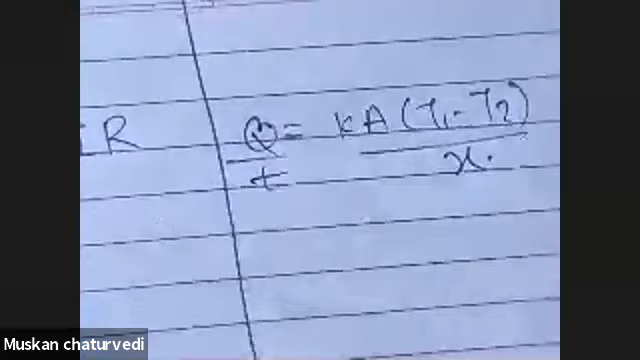 R
Q = KA (T1 - T2)
t x.
Muskan chaturvedi